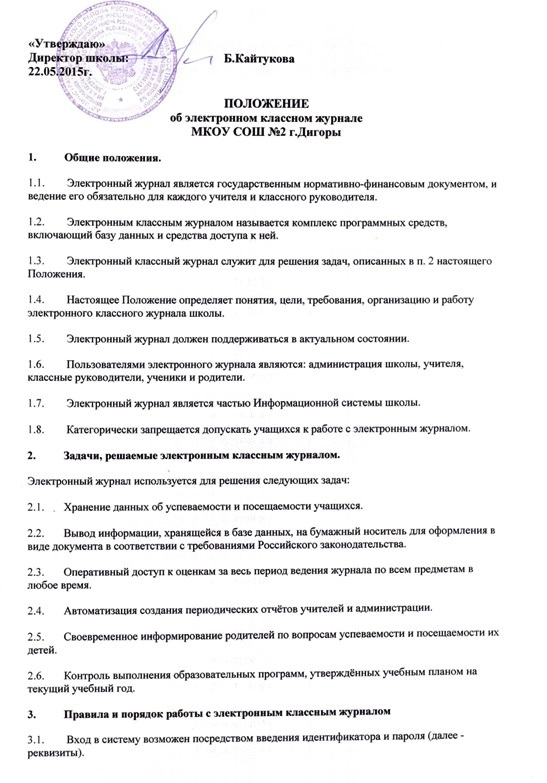 «Утверждаю»
Директор школы: Б.Кайтукова
22.05.2015г.
ПОЛОЖЕНИЕ
об электронном классном журнале
МКОУ СОШ №2 г.Дигоры
1. Общие положения.
1.1. Электронный журнал является государственным нормативно-финансовым документом, и
ведение его обязательно для каждого учителя и классного руководителя.
1.2. Электронным классным журналом называется комплекс программных средств,
включающий базу данных и средства доступа к ней.
1.3. Электронный классный журнал служит для решения задач, описанных в п. 2 настоящего
Положения.
1.4. Настоящее Положение определяет понятия, цели, требования, организацию и работу
электронного классного журнала школы.
1.5. Электронный журнал должен поддерживаться в актуальном состоянии.
1.6. Пользователями электронного журнала являются: администрация школы, учителя,
классные руководители, ученики и родители.
1.7. Электронный журнал является частью Информационной системы школы.
1.8. Категорически запрещается допускать учащихся к работе с электронным журналом.
2. Задачи, решаемые электронным классным журналом.
Электронный журнал используется для решения следующих задач:
2.1. Хранение данных об успеваемости и посещаемости учащихся.
2.2. Вывод информации, хранящейся в базе данных, на бумажный носитель для оформления в
виде документа в соответствии с требованиями Российского законодательства.
2.3. Оперативный доступ к оценкам за весь период ведения журнала по всем предметам в
любое время.
2.4. Автоматизация создания периодических отчётов учителей и администрации.
2.5. Своевременное информирование родителей по вопросам успеваемости и посещаемости их
детей.
2.6. Контроль выполнения образовательных программ, утверждённых учебным планом на
текущий учебный год.
3. Правила и порядок работы с электронным классным журналом
3.1. Вход в систему возможен посредством введения идентификатора и пароля (далее -
реквизиты).